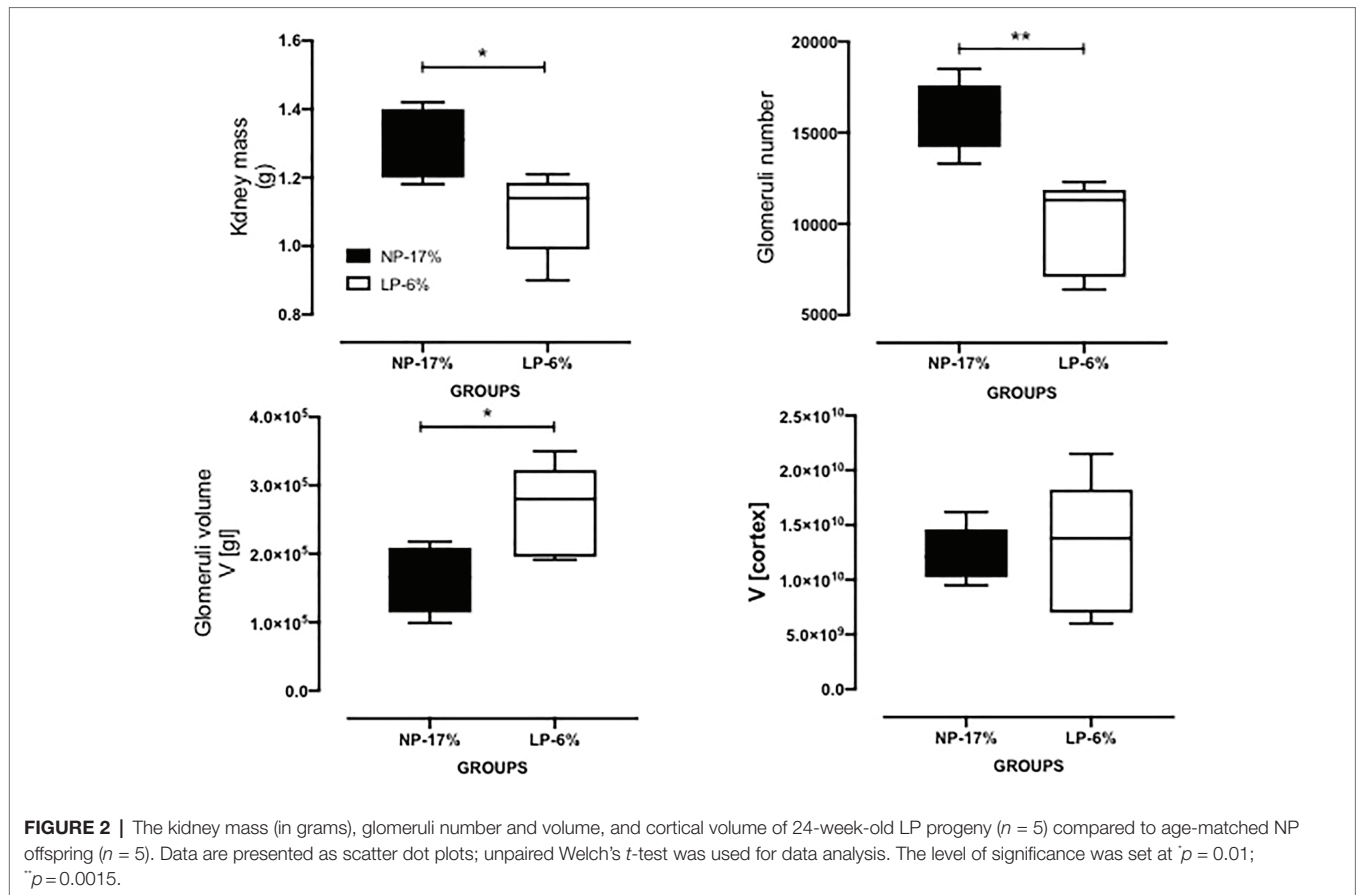 1.6
1.4
1.2
1.0
0.8
Kdney mass
(g)
*
NP-17%
LP-6%
NP-17%
LP-6%
GROUPS
20000
15000
10000
5000
Glomeruli number
**
NP-17%
LP-6%
GROUPS
4.0×10⁵
3.0×10⁵
2.0×10⁵
1.0×10⁵
0.0
Glomeruli volume
V [gl]
*
NP-17%
LP-6%
GROUPS
2.5×10¹⁰
2.0×10¹⁰
1.5×10¹⁰
1.0×10¹⁰
5.0×10⁹
0.0
V [cortex]
NP-17%
LP-6%
GROUPS
FIGURE 2 | The kidney mass (in grams), glomeruli number and volume, and cortical volume of 24-week-old LP progeny (n = 5) compared to age-matched NP
offspring (n = 5). Data are presented as scatter dot plots; unpaired Welch's t-test was used for data analysis. The level of significance was set at *p = 0.01;
**p = 0.0015.